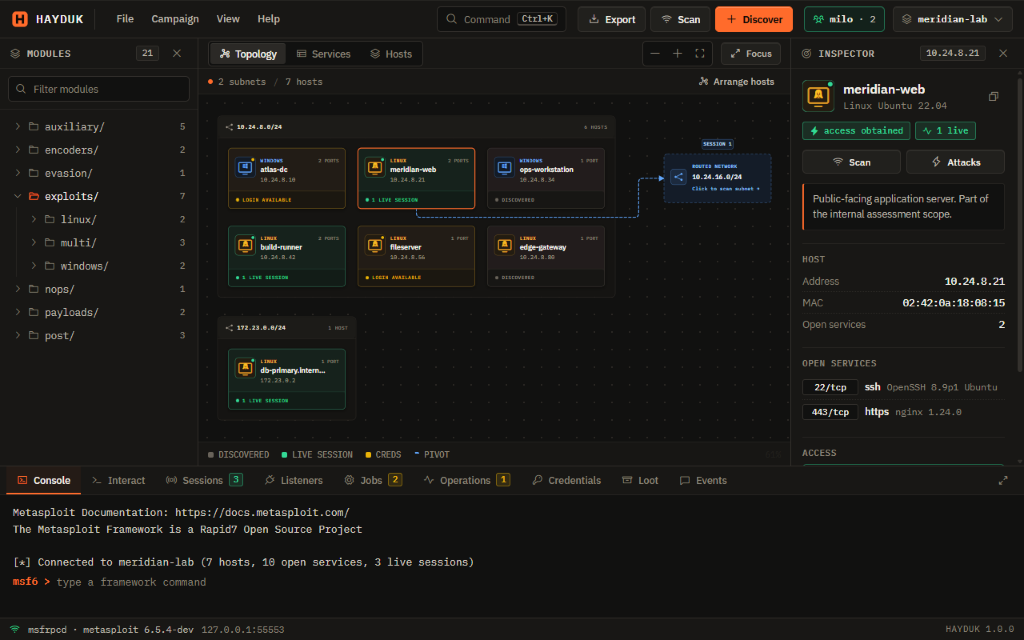 HAYDUK File Campaign View Help Command Ctrl+K Export Scan Discover milo · 2 meridian-lab
MODULES 21
Filter modules
auxiliary/ 5
encoders/ 2
evasion/ 1
exploits/ 7
linux/ 2
multi/ 3
windows/ 2
nops/ 1
payloads/ 2
post/ 3
Topology Services Hosts Focus
2 subnets / 7 hosts Arrange hosts
10.24.8.0/24 6 HOSTS
WINDOWS 2 PORTS
atlas-dc
10.24.8.10
LOGIN AVAILABLE
LINUX 2 PORTS
meridian-web
10.24.8.21
1 LIVE SESSION
WINDOWS 1 PORT
ops-workstation
10.24.8.34
DISCOVERED
LINUX 2 PORTS
build-runner
10.24.8.42
1 LIVE SESSION
LINUX 1 PORT
fileserver
10.24.8.56
LOGIN AVAILABLE
LINUX 1 PORT
edge-gateway
10.24.8.80
DISCOVERED
SESSION 1
ROUTED NETWORK
10.24.16.0/24
Click to scan subnet
172.23.0.0/24 1 HOST
LINUX 1 PORT
db-primary.intern...
172.23.0.2
1 LIVE SESSION
DISCOVERED LIVE SESSION CREDS PIVOT
INSPECTOR 10.24.8.21
meridian-web
Linux Ubuntu 22.04
access obtained 1 live
Scan Attacks
Public-facing application server. Part of
the internal assessment scope.
HOST
Address 10.24.8.21
MAC 02:42:0a:18:08:15
Open services 2
OPEN SERVICES
22/tcp ssh OpenSSH 8.9p1 Ubuntu
443/tcp https nginx 1.24.0
ACCESS
Console Interact Sessions 3 Listeners Jobs 2 Operations 1 Credentials Loot Events
Metasploit Documentation: https://docs.metasploit.com/
The Metasploit Framework is a Rapid7 Open Source Project
[*] Connected to meridian-lab (7 hosts, 10 open services, 3 live sessions)
msf6 > type a framework command
msfrpcd · metasploit 6.5.4-dev 127.0.0.1:55553 HAYDUK 1.0.0